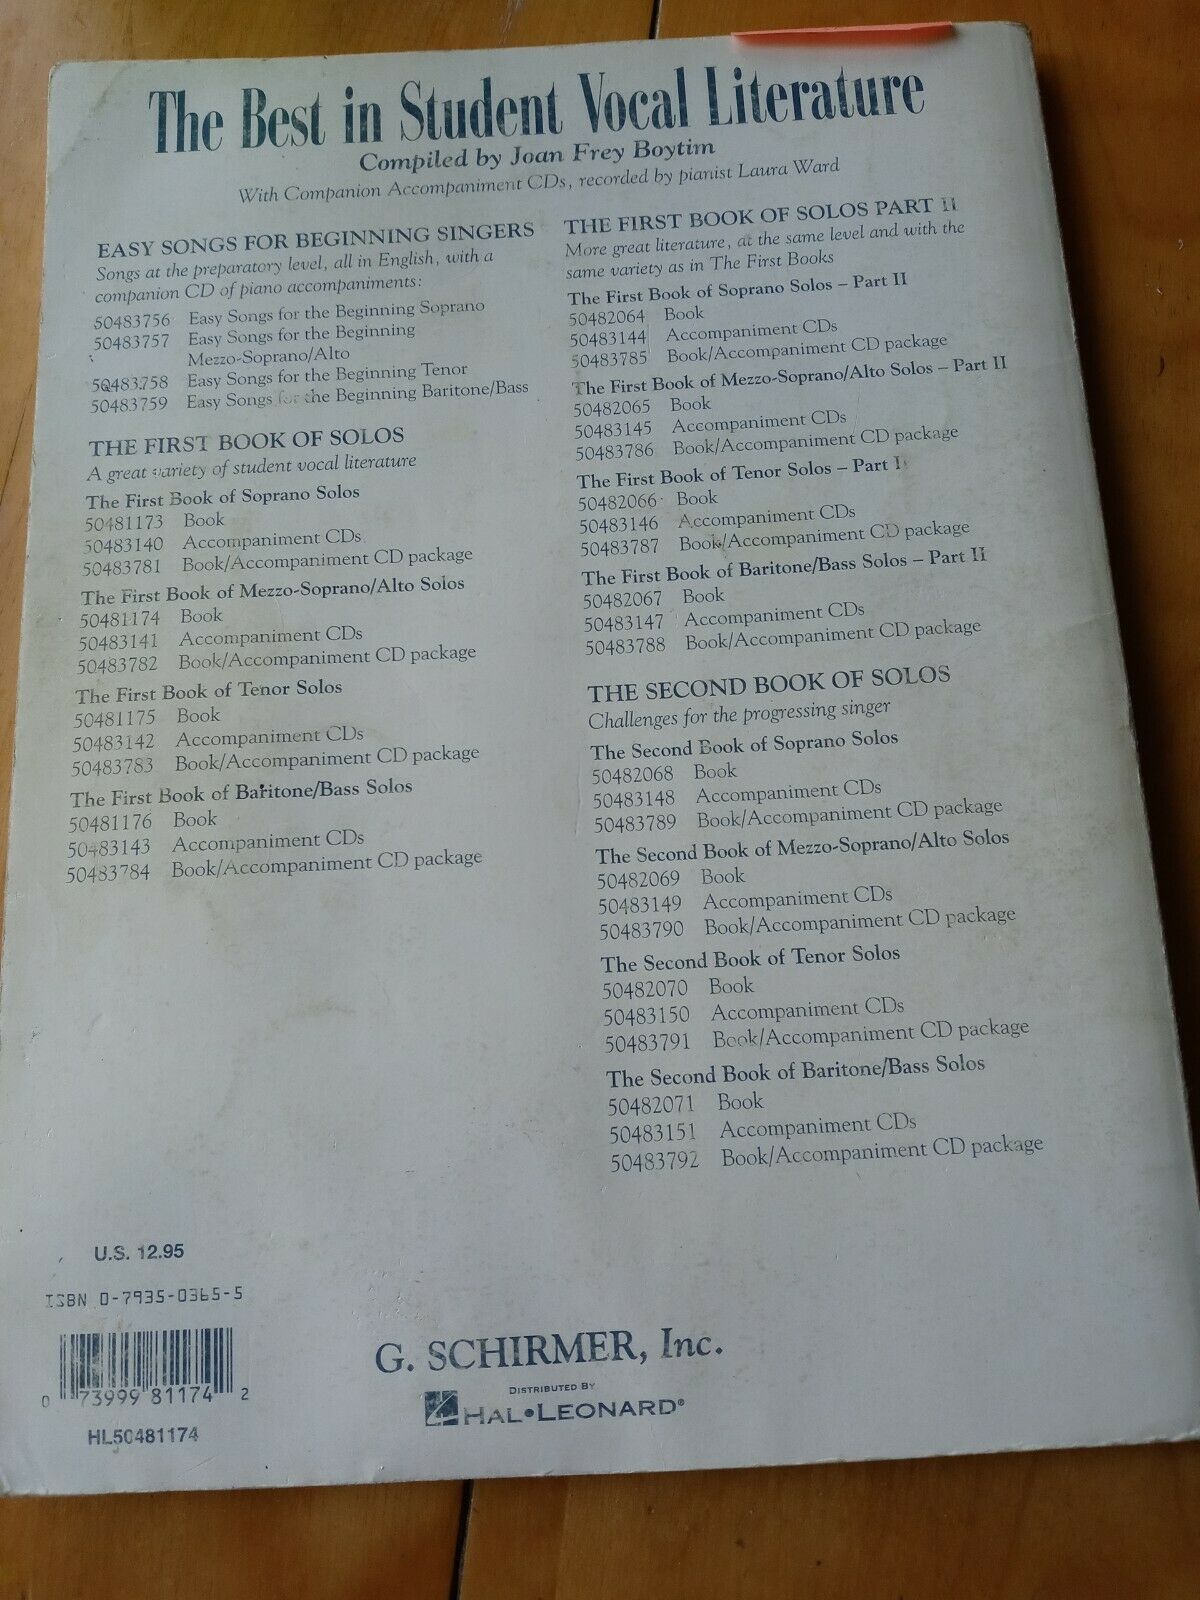 The Best in Student Vocal Literature
Compiled by Joan Frey Boytim
With Companion Accompaniment CDs, recorded by pianist Laura Ward
EASY SONGS FOR BEGINNING SINGERS
Songs at the preparatory level, all in English, with a
companion CD of piano accompaniments:
50483756 Easy Songs for the Beginning Soprano
50483757 Easy Songs for the Beginning
Mezzo-Soprano/Alto
50483758 Easy Songs for the Beginning Tenor
50483759 Easy Songs for the Beginning Baritone/Bass
THE FIRST BOOK OF SOLOS
A great variety of student vocal literature
The First Book of Soprano Solos
50481173 Book
50483140 Accompaniment CDs
50483781 Book/Accompaniment CD package
The First Book of Mezzo-Soprano/Alto Solos
50481174 Book
50483141 Accompaniment CDs
50483782 Book/Accompaniment CD package
The First Book of Tenor Solos
50481175 Book
50483142 Accompaniment CDs
50483783 Book/Accompaniment CD package
The First Book of Baritone/Bass Solos
50481176 Book
50483143 Accompaniment CDs
50483784 Book/Accompaniment CD package
THE FIRST BOOK OF SOLOS PART II
More great literature, at the same level and with the
same variety as in The First Books
The First Book of Soprano Solos – Part II
50482064 Book
50483144 Accompaniment CDs
50483785 Book/Accompaniment CD package
The First Book of Mezzo-Soprano/Alto Solos – Part II
50482065 Book
50483145 Accompaniment CDs
50483786 Book/Accompaniment CD package
The First Book of Tenor Solos – Part II
50482066 Book
50483146 Accompaniment CDs
50483787 Book/Accompaniment CD package
The First Book of Baritone/Bass Solos – Part II
50482067 Book
50483147 Accompaniment CDs
50483788 Book/Accompaniment CD package
THE SECOND BOOK OF SOLOS
Challenges for the progressing singer
The Second Book of Soprano Solos
50482068 Book
50483148 Accompaniment CDs
50483789 Book/Accompaniment CD package
The Second Book of Mezzo-Soprano/Alto Solos
50482069 Book
50483149 Accompaniment CDs
50483790 Book/Accompaniment CD package
The Second Book of Tenor Solos
50482070 Book
50483150 Accompaniment CDs
50483791 Book/Accompaniment CD package
The Second Book of Baritone/Bass Solos
50482071 Book
50483151 Accompaniment CDs
50483792 Book/Accompaniment CD package
U.S. 12.95
ISBN 0-7935-0365-5
0 73999 81174 2
HL50481174
G. SCHIRMER, Inc.
DISTRIBUTED BY
HAL•LEONARD®